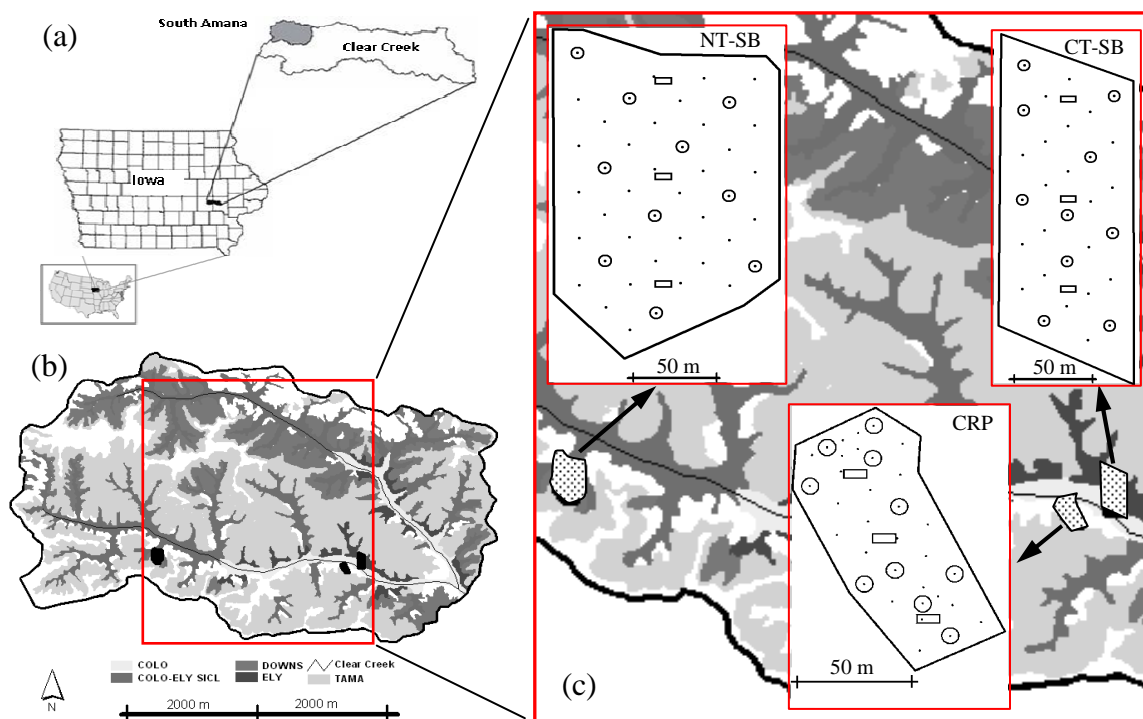 (a)
South Amana
Clear Creek
Iowa
(b)
COLO
COLO-ELY SICL
DOWNS
ELY
Clear Creek
TAMA
N
2000 m
2000 m
NT-SB
50 m
CT-SB
50 m
CRP
50 m
(c)